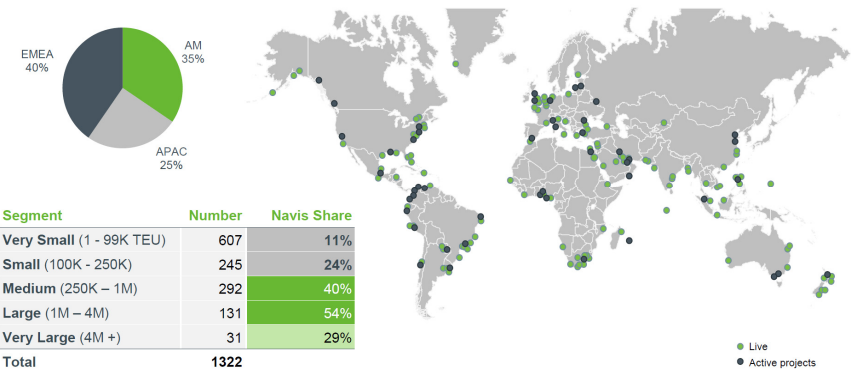 EMEA
40%
AM
35%
APAC
25%
Segment Number Navis Share
Very Small (1 - 99K TEU) 607 11%
Small (100K - 250K) 245 24%
Medium (250K – 1M) 292 40%
Large (1M – 4M) 131 54%
Very Large (4M +) 31 29%
Total 1322
Live
Active projects